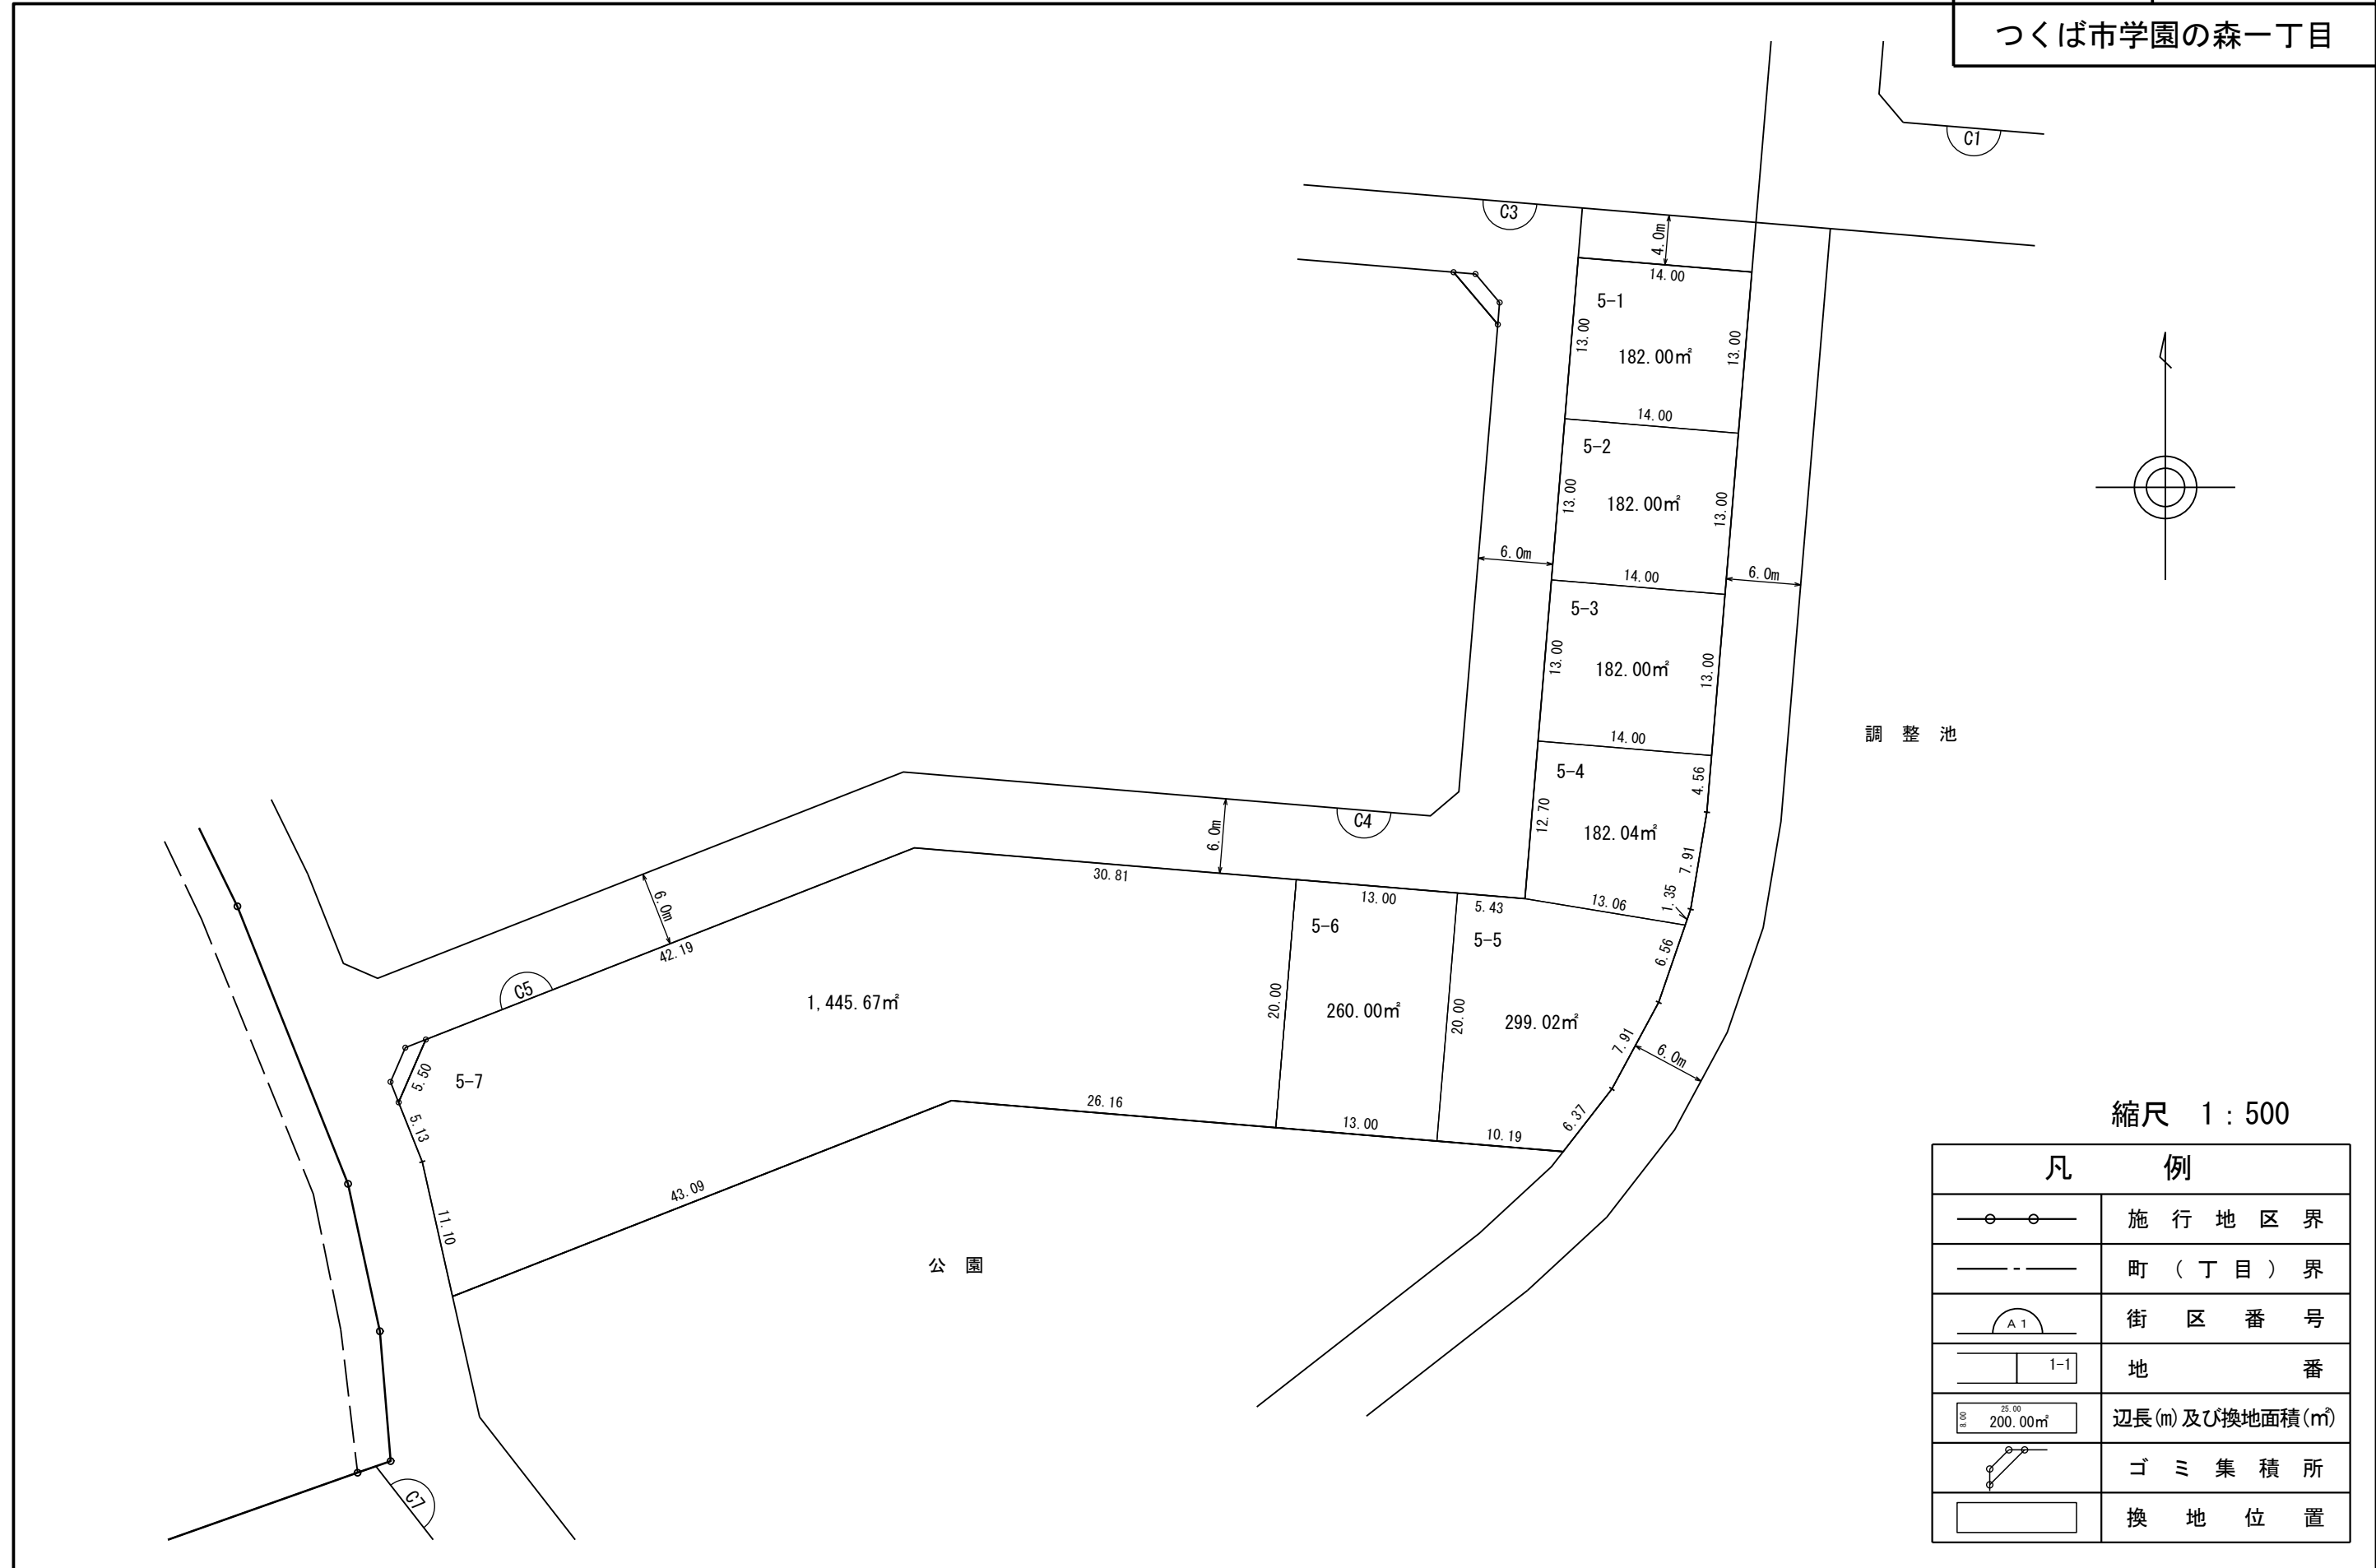 つくば市学園の森一丁目
C1
C3
4.0m
14.00
5-1
13.00
182.00㎡
13.00
14.00
5-2
13.00
182.00㎡
13.00
6.0m
14.00
6.0m
5-3
13.00
182.00㎡
13.00
調整池
14.00
5-4
4.56
12.70
182.04㎡
7.91
C4
6.0m
30.81
13.00
5.43
13.06
1.35
5-6
5-5
6.56
6.0m
42.19
C5
1,445.67㎡
20.00
260.00㎡
20.00
299.02㎡
7.91
6.0m
5.50
5-7
5.13
26.16
13.00
10.19
6.37
43.09
11.10
公園
C7
縮尺 1:500
凡例
施行地区界
町(丁目)界
A1
街区番号
1-1
地番
25.00
8.00
200.00㎡
辺長(m)及び換地面積(㎡)
ゴミ集積所
換地位置